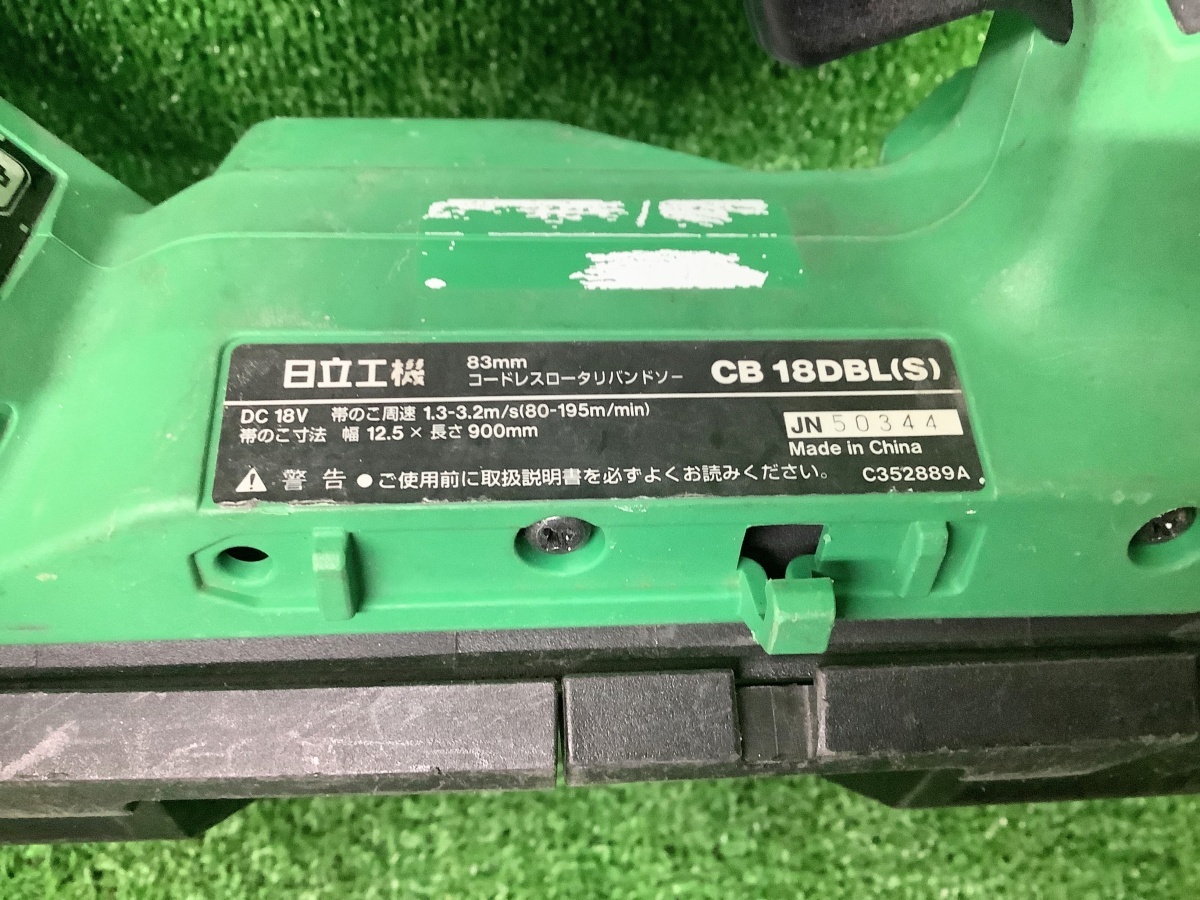 日立工機
83mm
コードレスロータリバンドソー
CB 18DBL(S)
DC 18V 帯のこ周速 1.3-3.2m/s(80-195m/min)
帯のこ寸法 幅 12.5 × 長さ 900mm
JN 50344
Made in China
⚠ 警告 ●ご使用前に取扱説明書を必ずよくお読みください。
C352889A